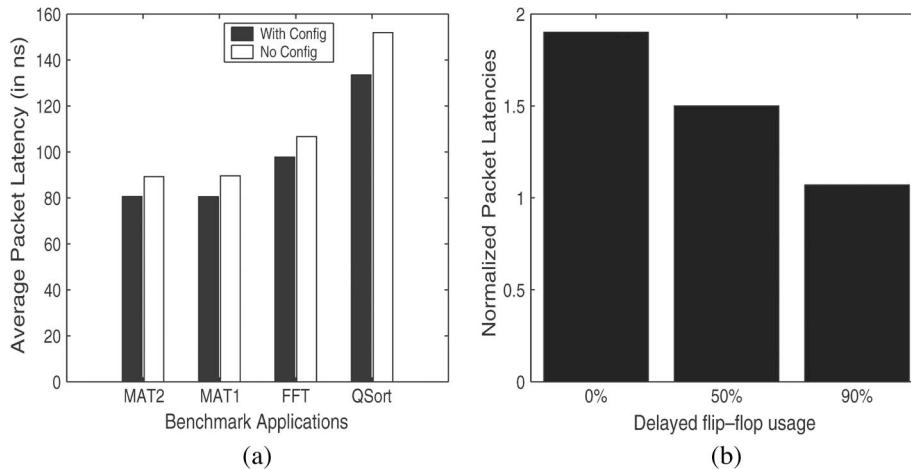 160
140
120
100
80
60
40
20
0
Average Packet Latency (in ns)
With Config
No Config
MAT2 MAT1 FFT QSort
Benchmark Applications
(a)
2
1.5
1
0.5
0
Normalized Packet Latencies
0% 50% 90%
Delayed flip–flop usage
(b)